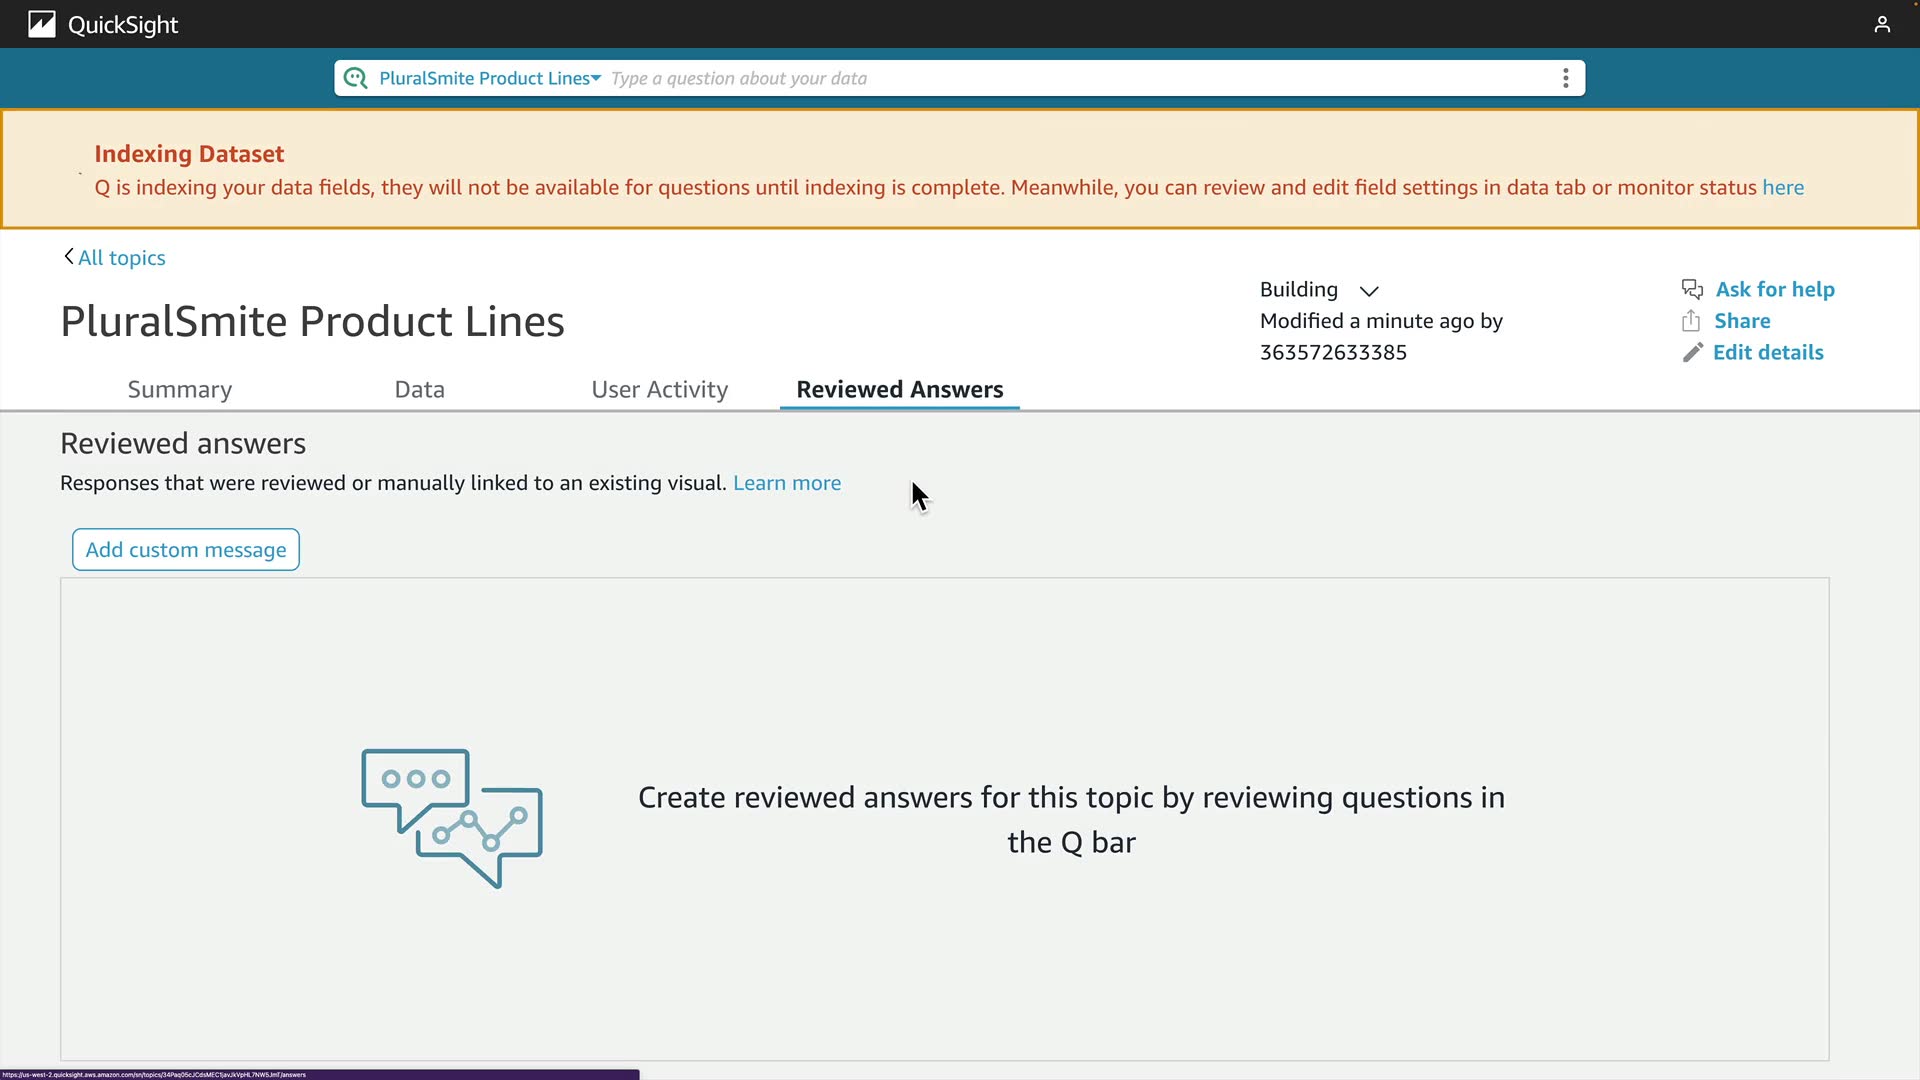 QuickSight
PluralSmite Product Lines Type a question about your data
Indexing Dataset
Q is indexing your data fields, they will not be available for questions until indexing is complete. Meanwhile, you can review and edit field settings in data tab or monitor status here
All topics
PluralSmite Product Lines
Building
Modified a minute ago by
363572633385
Ask for help
Share
Edit details
Summary Data User Activity Reviewed Answers
Reviewed answers
Responses that were reviewed or manually linked to an existing visual. Learn more
Add custom message
Create reviewed answers for this topic by reviewing questions in
the Q bar